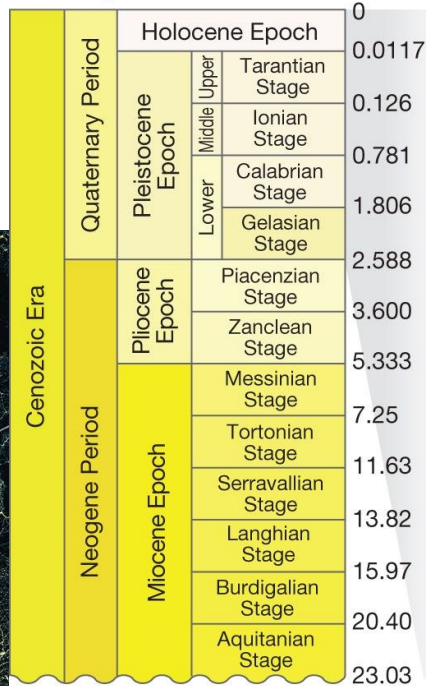 Cenozoic Era
Quaternary Period
Neogene Period
Holocene Epoch
Pleistocene
Epoch
Pliocene
Epoch
Miocene Epoch
Upper
Middle
Lower
Tarantian
Stage
Ionian
Stage
Calabrian
Stage
Gelasian
Stage
Piacenzian
Stage
Zanclean
Stage
Messinian
Stage
Tortonian
Stage
Serravallian
Stage
Langhian
Stage
Burdigalian
Stage
Aquitanian
Stage
0
0.0117
0.126
0.781
1.806
2.588
3.600
5.333
7.25
11.63
13.82
15.97
20.40
23.03